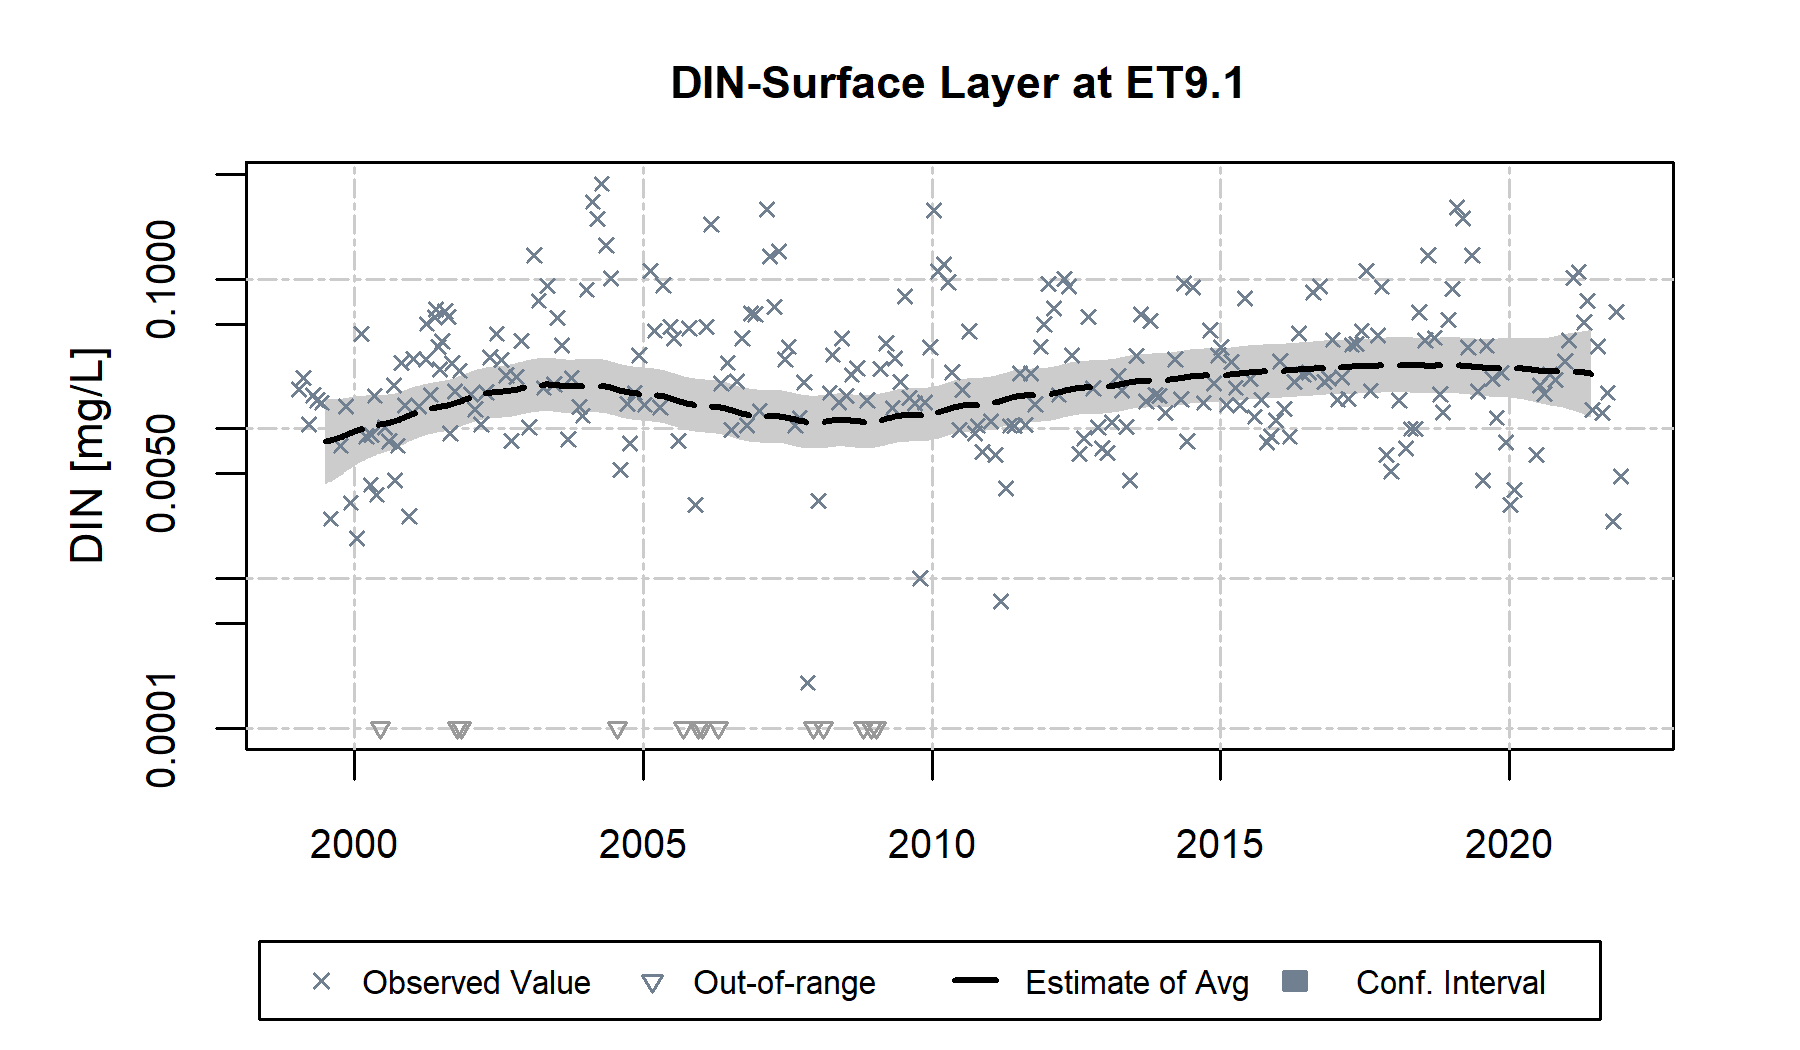 DIN-Surface Layer at ET9.1
DIN [mg/L]
0.1000
0.0050
0.0001
2000 2005 2010 2015 2020
Observed Value Out-of-range Estimate of Avg Conf. Interval